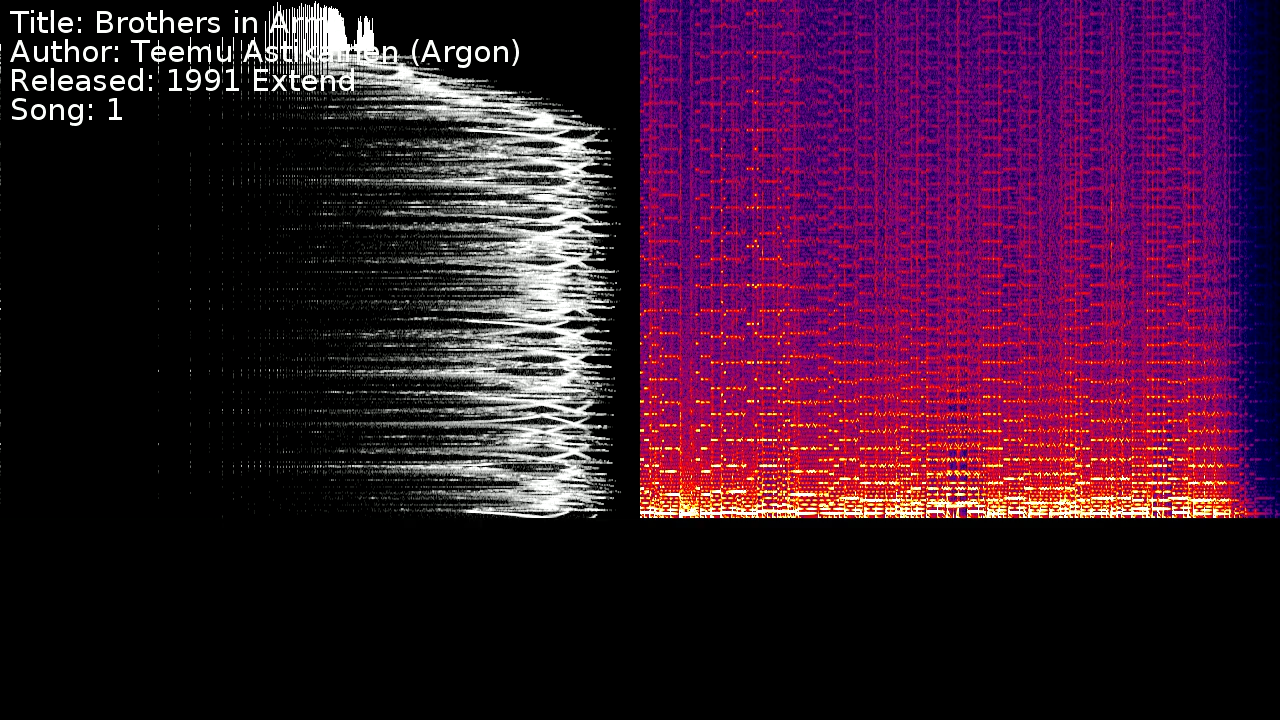 Title: Brothers in Arms
Author: Teemu Astikainen (Argon)
Released: 1991 Extend
Song: 1